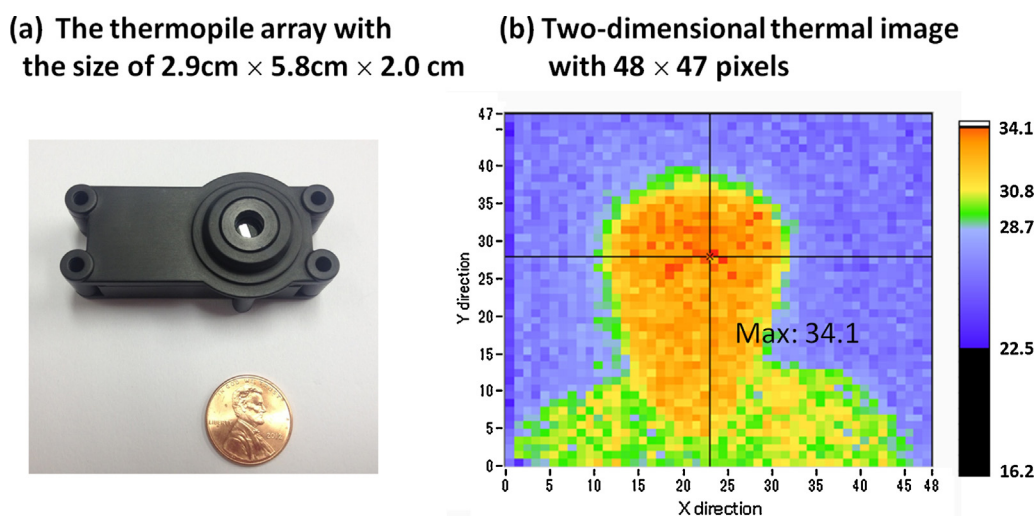 (a) The thermopile array with
the size of 2.9cm × 5.8cm × 2.0 cm
(b) Two-dimensional thermal image
with 48 × 47 pixels
47
40
35
30
25
20
15
10
5
0
Y direction
Max: 34.1
0 5 10 15 20 25 30 35 40 45 48
X direction
34.1
30.8
28.7
22.5
16.2